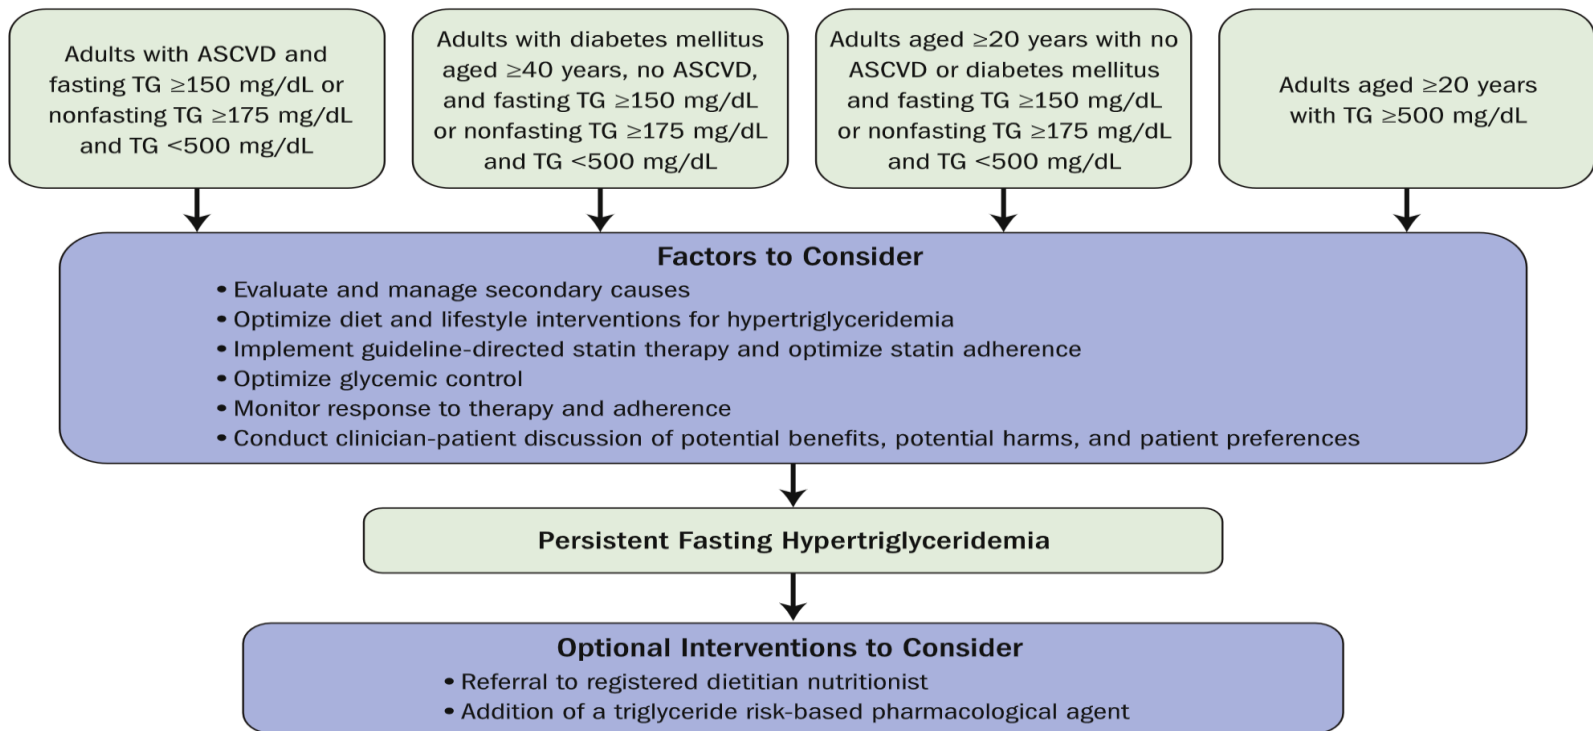 Adults with ASCVD and
fasting TG ≥150 mg/dL or
nonfasting TG ≥175 mg/dL
and TG <500 mg/dL
Adults with diabetes mellitus
aged ≥40 years, no ASCVD,
and fasting TG ≥150 mg/dL
or nonfasting TG ≥175 mg/dL
and TG <500 mg/dL
Adults aged ≥20 years with no
ASCVD or diabetes mellitus
and fasting TG ≥150 mg/dL
or nonfasting TG ≥175 mg/dL
and TG <500 mg/dL
Adults aged ≥20 years
with TG ≥500 mg/dL
Factors to Consider
• Evaluate and manage secondary causes
• Optimize diet and lifestyle interventions for hypertriglyceridemia
• Implement guideline-directed statin therapy and optimize statin adherence
• Optimize glycemic control
• Monitor response to therapy and adherence
• Conduct clinician-patient discussion of potential benefits, potential harms, and patient preferences
Persistent Fasting Hypertriglyceridemia
Optional Interventions to Consider
• Referral to registered dietitian nutritionist
• Addition of a triglyceride risk-based pharmacological agent